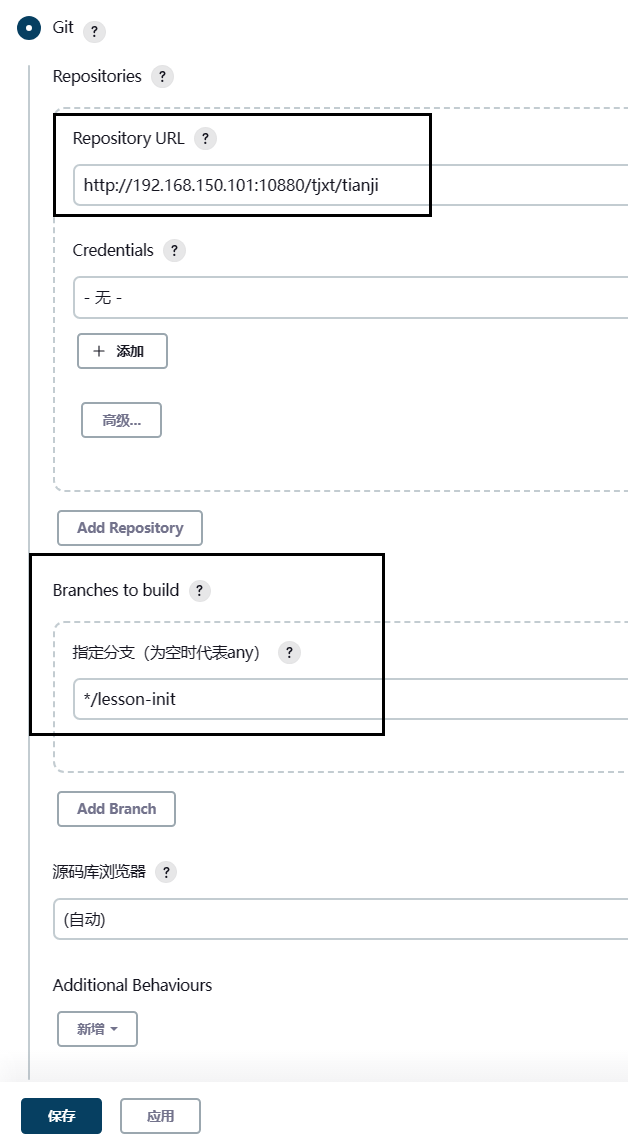 Git ?
Repositories ?
Repository URL ?
http://192.168.150.101:10880/tjxt/tianji
Credentials ?
- 无 -
+ 添加
高级...
Add Repository
Branches to build ?
指定分支（为空时代表any） ?
*/lesson-init
Add Branch
源码库浏览器 ?
(自动)
Additional Behaviours
新增
保存 应用